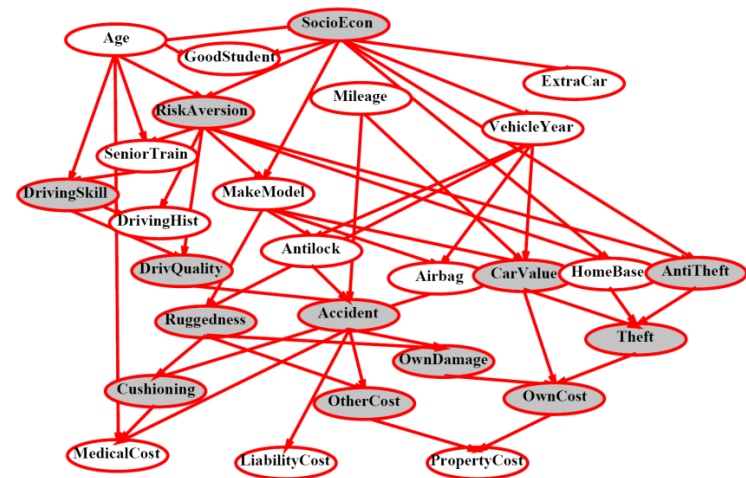 SocioEcon
Age
GoodStudent
ExtraCar
Mileage
RiskAversion
VehicleYear
SeniorTrain
DrivingSkill
MakeModel
DrivingHist
Antilock
DrivQuality
Airbag
CarValue
HomeBase
AntiTheft
Ruggedness
Accident
Theft
OwnDamage
Cushioning
OtherCost
OwnCost
MedicalCost
LiabilityCost
PropertyCost